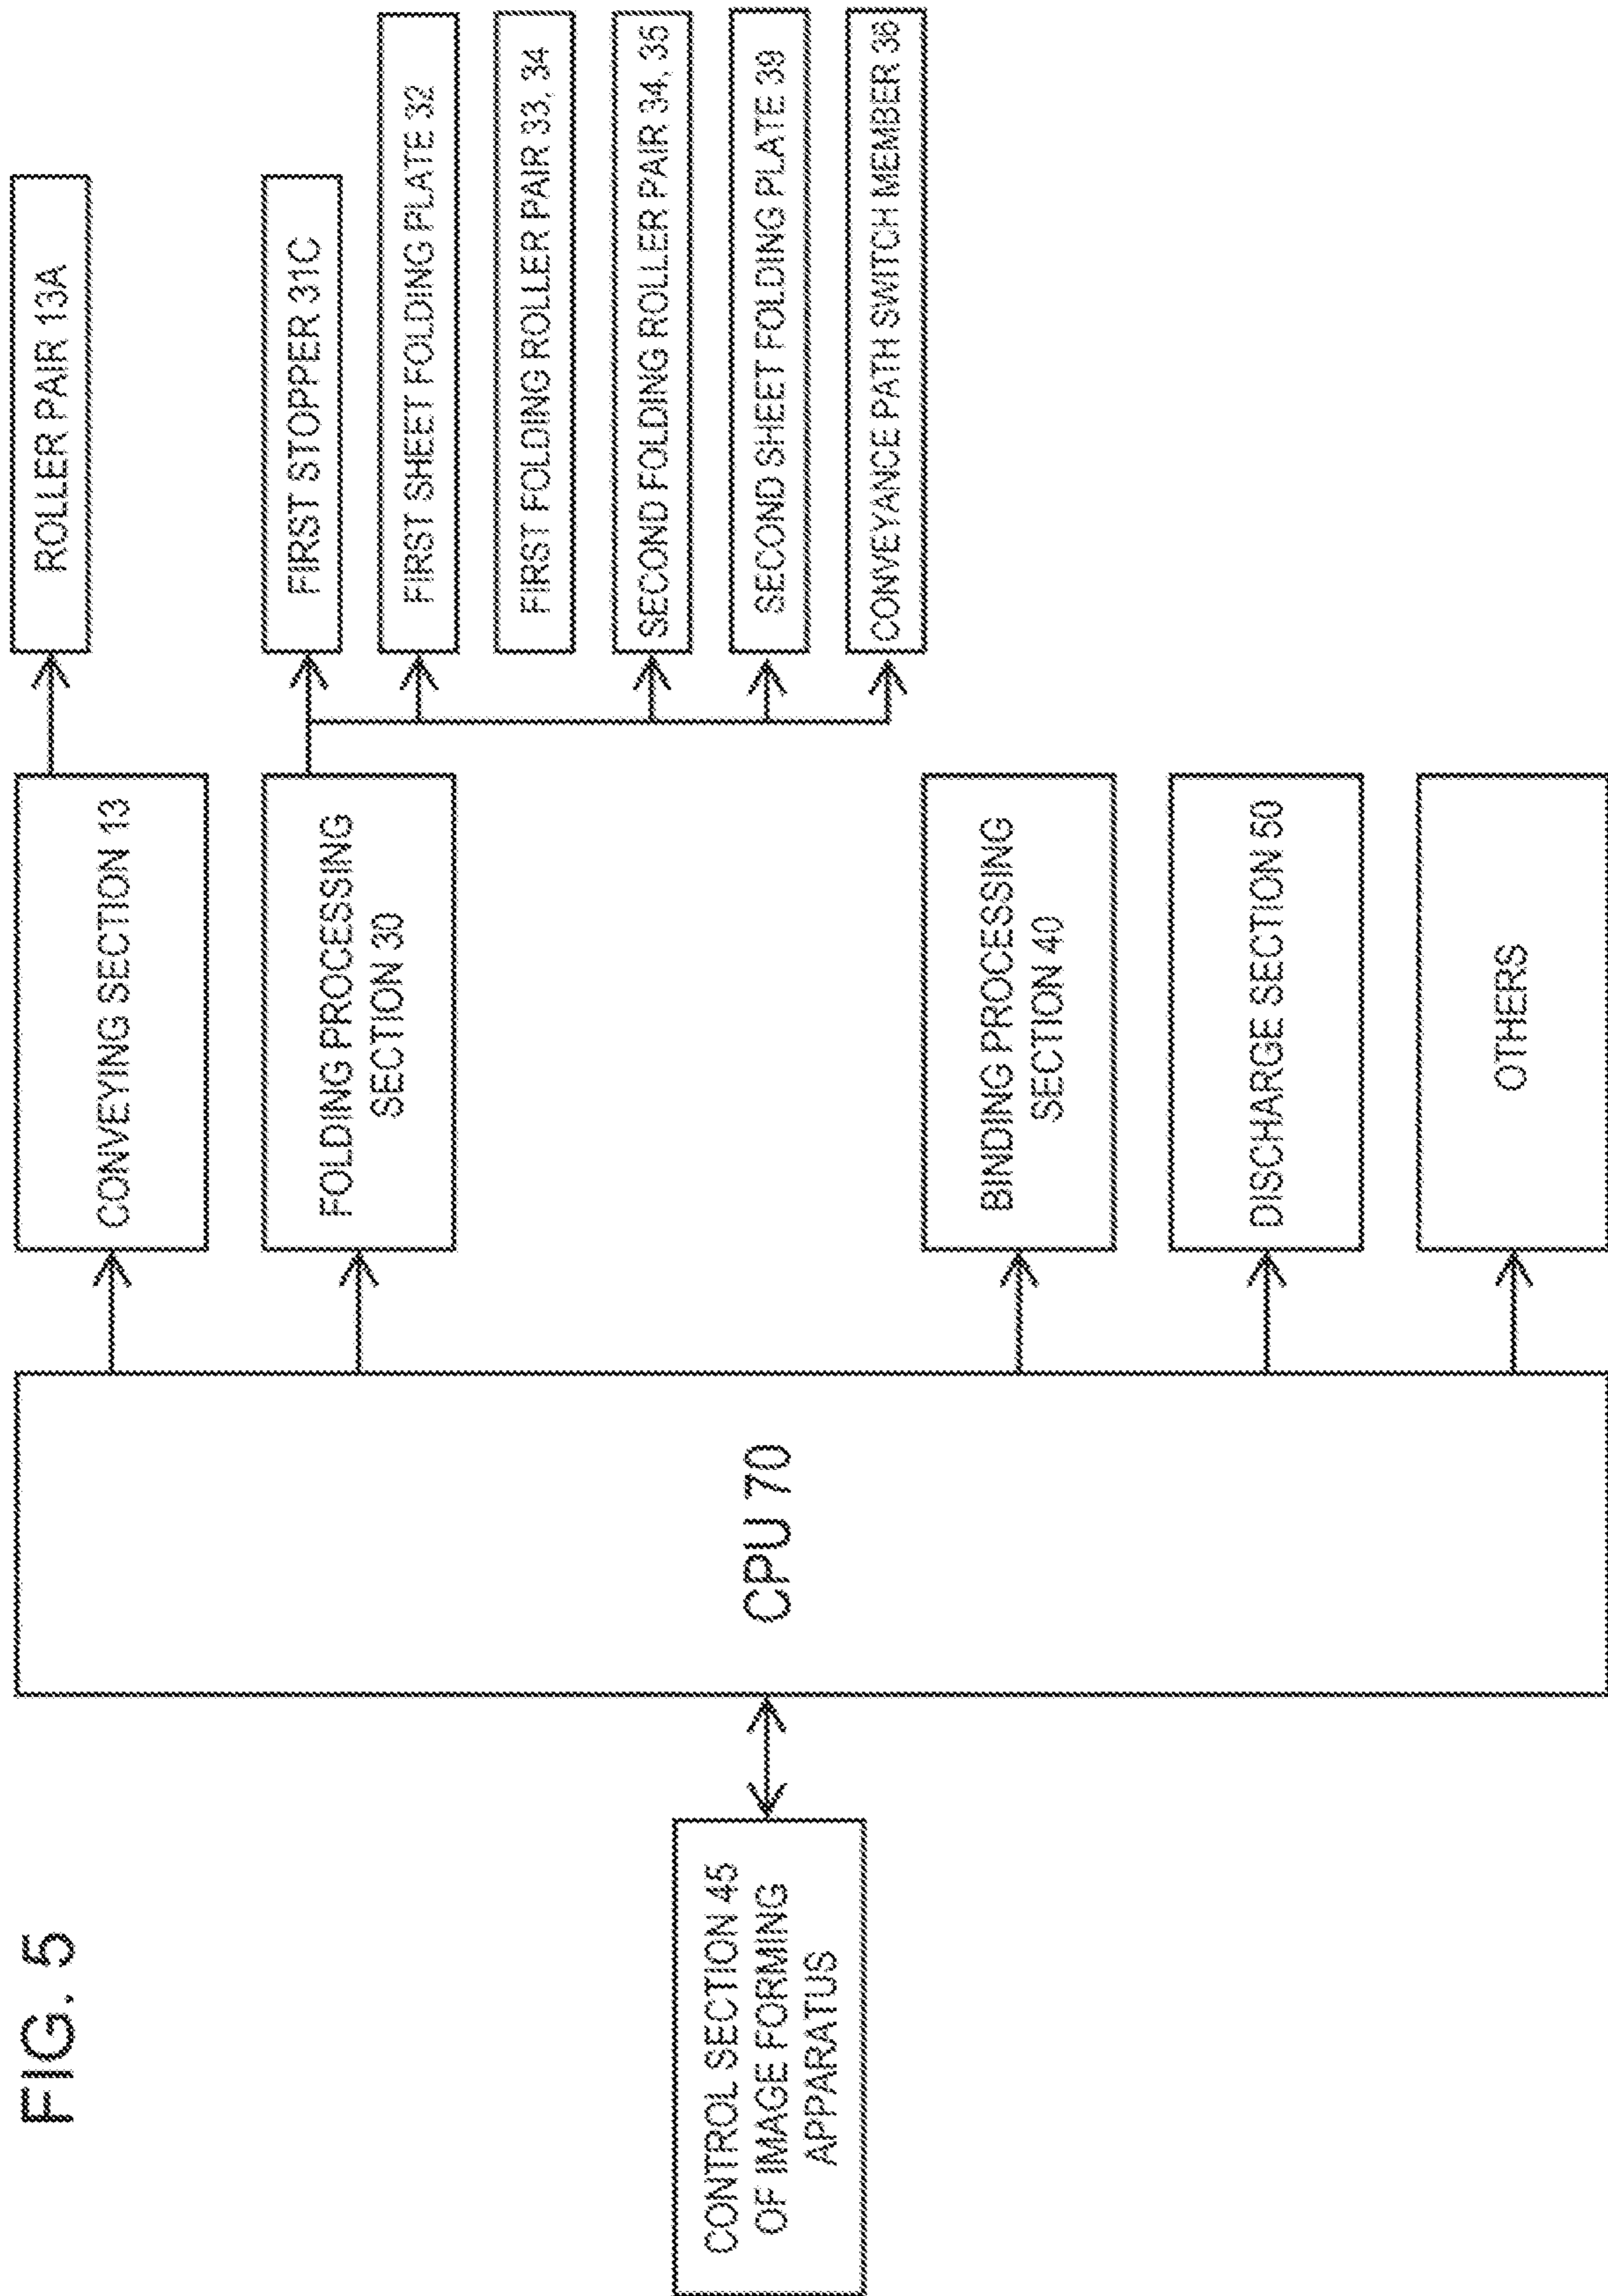 FIG. 5
CONTROL SECTION 45
OF IMAGE FORMING
APPARATUS
CPU 70
CONVEYING SECTION 13
FOLDING PROCESSING
SECTION 30
BINDING PROCESSING
SECTION 40
DISCHARGE SECTION 50
OTHERS
ROLLER PAIR 13A
FIRST STOPPER 31C
FIRST SHEET FOLDING PLATE 32
FIRST FOLDING ROLLER PAIR 33, 34
SECOND FOLDING ROLLER PAIR 34, 35
SECOND SHEET FOLDING PLATE 39
CONVEYANCE PATH SWITCH MEMBER